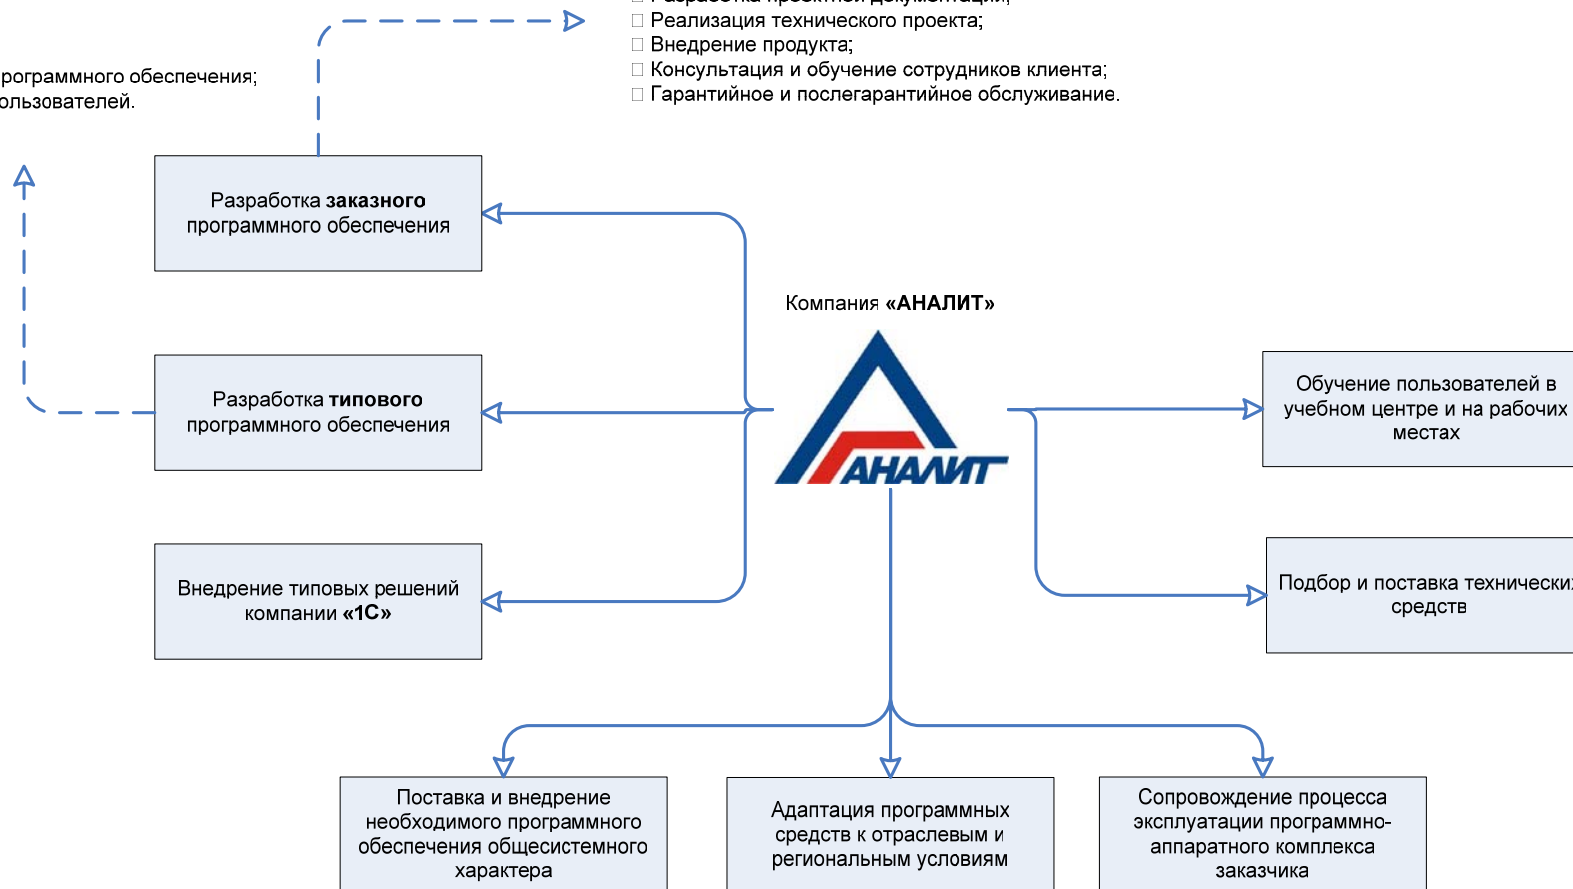 Реализация технического проекта;
Внедрение продукта;
Консультация и обучение сотрудников клиента;
Гарантийное и послегарантийное обслуживание.
программного обеспечения;
Разработка заказного
программного обеспечения
Разработка типового
программного обеспечения
Внедрение типовых решений
компании «1С»
Компания «АНАЛИТ»
АНАЛИТ
Обучение пользователей в
учебном центре и на рабочих
местах
Подбор и поставка технических
средств
Поставка и внедрение
необходимого программного
обеспечения общесистемного
характера
Адаптация программных
средств к отраслевым и
региональным условиям
Сопровождение процесса
эксплуатации программно-
аппаратного комплекса
заказчика